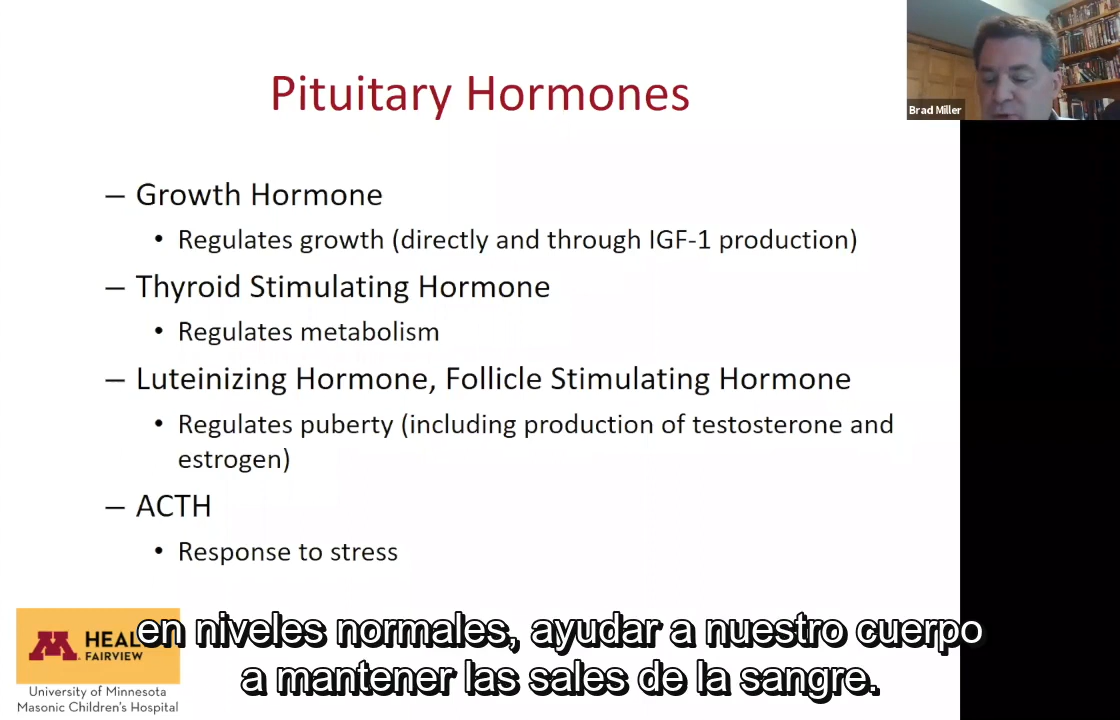 Pituitary Hormones
Brad Miller
– Growth Hormone
• Regulates growth (directly and through IGF-1 production)
– Thyroid Stimulating Hormone
• Regulates metabolism
– Luteinizing Hormone, Follicle Stimulating Hormone
• Regulates puberty (including production of testosterone and
estrogen)
– ACTH
• Response to stress
en niveles normales, ayudar a nuestro cuerpo
a mantener las sales de la sangre.
M HEAL
FAIRVIEW
University of Minnesota
Masonic Children's Hospital